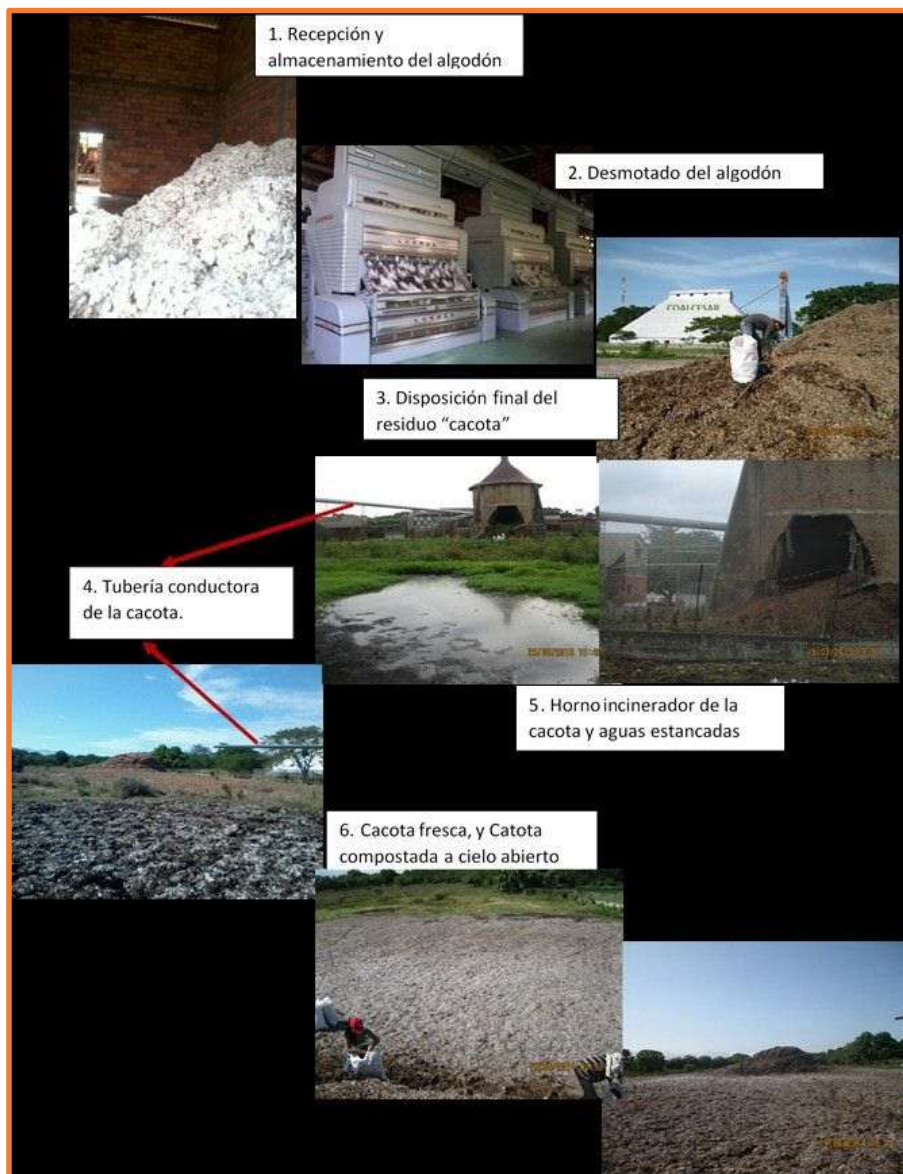 1. Recepción y
almacenamiento del algodón
2. Desmotado del algodón
COALCESAR
3. Disposición final del
residuo “cacota”
4. Tubería conductora
de la cacota.
5. Horno incinerador de la
cacota y aguas estancadas
6. Cacota fresca, y Catota
compostada a cielo abierto